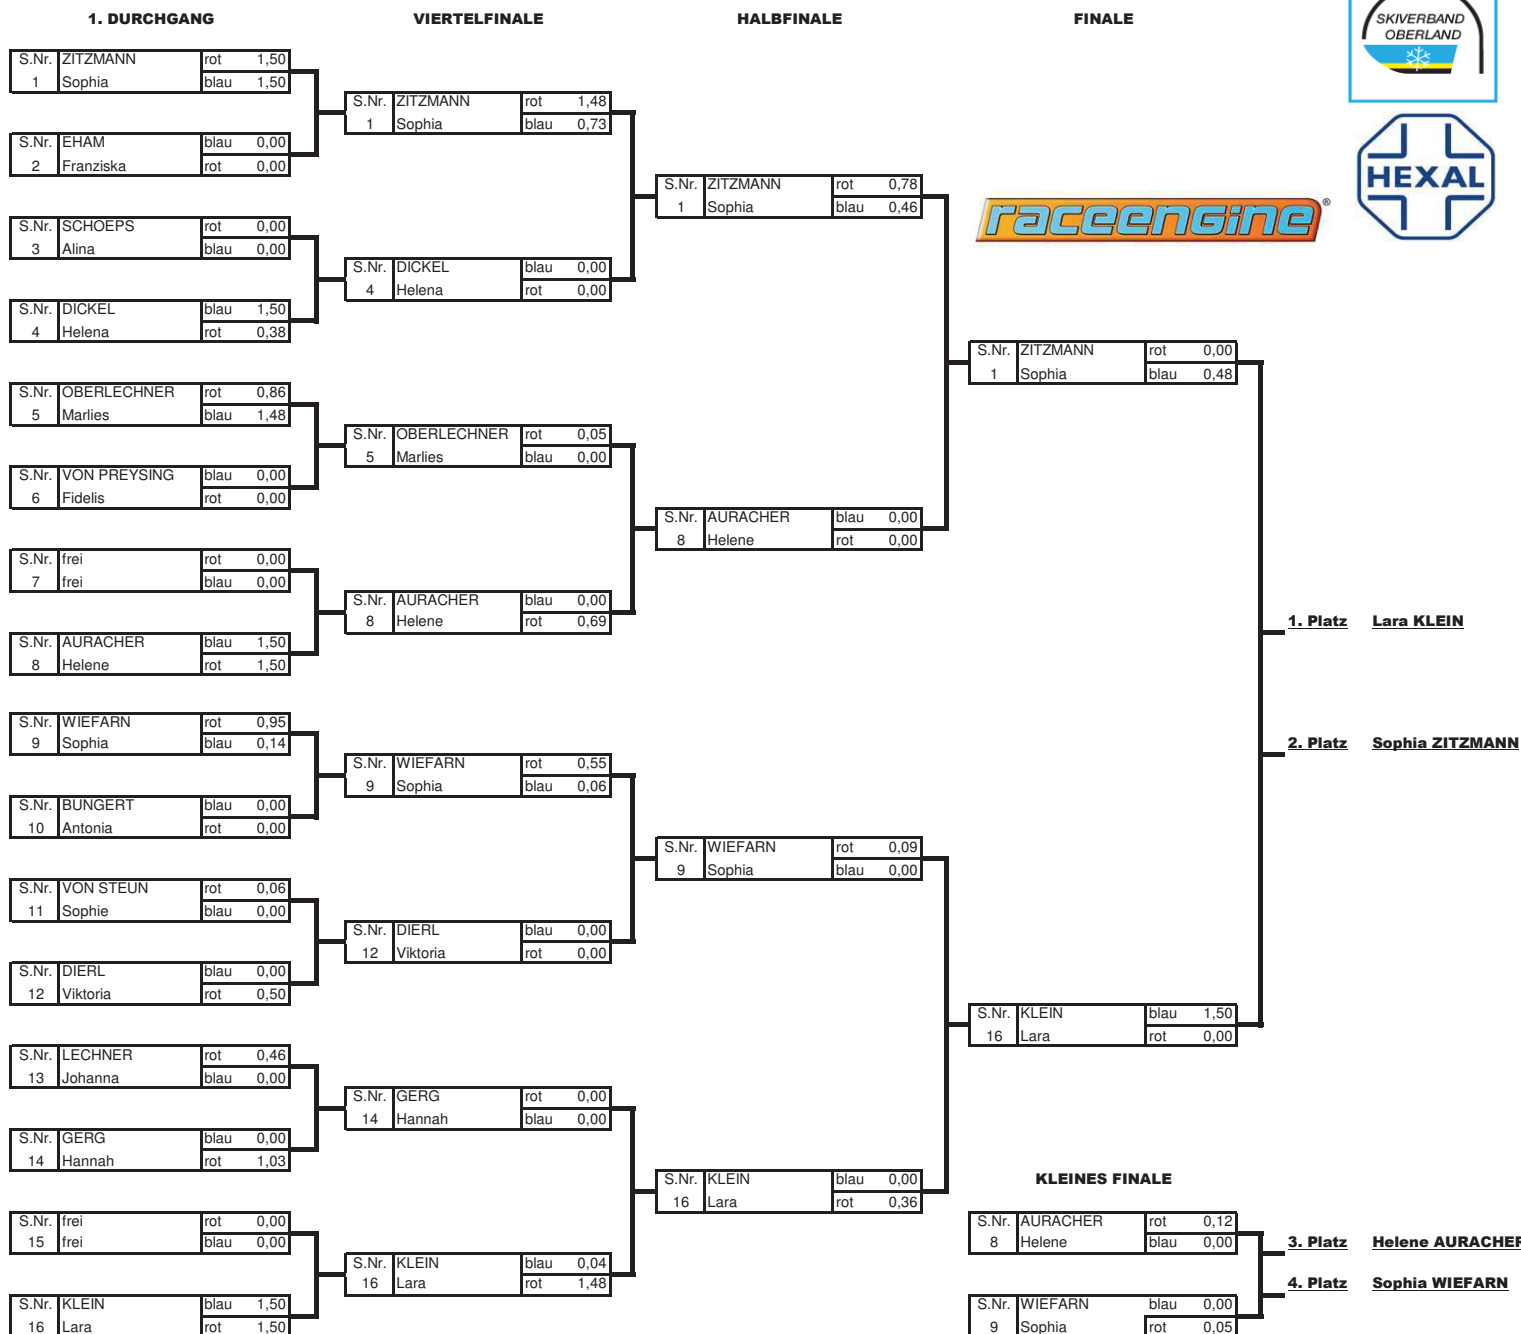 1. DURCHGANG VIERTELFINALE HALBFINALE FINALE
SKIVERBAND
OBERLAND
HEXAL
raceengine®
S.Nr. ZITZMANN rot 1,50
1 Sophia blau 1,50
S.Nr. EHAM blau 0,00
2 Franziska rot 0,00
S.Nr. SCHOEPS rot 0,00
3 Alina blau 0,00
S.Nr. DICKEL blau 1,50
4 Helena rot 0,38
S.Nr. OBERLECHNER rot 0,86
5 Marlies blau 1,48
S.Nr. VON PREYSING blau 0,00
6 Fidelis rot 0,00
S.Nr. frei rot 0,00
7 frei blau 0,00
S.Nr. AURACHER blau 1,50
8 Helene rot 1,50
S.Nr. WIEFARN rot 0,95
9 Sophia blau 0,14
S.Nr. BUNGERT blau 0,00
10 Antonia rot 0,00
S.Nr. VON STEUN rot 0,06
11 Sophie blau 0,00
S.Nr. DIERL blau 0,00
12 Viktoria rot 0,50
S.Nr. LECHNER rot 0,46
13 Johanna blau 0,00
S.Nr. GERG blau 0,00
14 Hannah rot 1,03
S.Nr. frei rot 0,00
15 frei blau 0,00
S.Nr. KLEIN blau 1,50
16 Lara rot 1,50
S.Nr. ZITZMANN rot 1,48
1 Sophia blau 0,73
S.Nr. DICKEL blau 0,00
4 Helena rot 0,00
S.Nr. OBERLECHNER rot 0,05
5 Marlies blau 0,00
S.Nr. AURACHER blau 0,00
8 Helene rot 0,69
S.Nr. WIEFARN rot 0,55
9 Sophia blau 0,06
S.Nr. DIERL blau 0,00
12 Viktoria rot 0,00
S.Nr. GERG rot 0,00
14 Hannah blau 0,00
S.Nr. KLEIN blau 0,04
16 Lara rot 1,48
S.Nr. ZITZMANN rot 0,78
1 Sophia blau 0,46
S.Nr. AURACHER blau 0,00
8 Helene rot 0,00
S.Nr. WIEFARN rot 0,09
9 Sophia blau 0,00
S.Nr. KLEIN blau 0,00
16 Lara rot 0,36
S.Nr. ZITZMANN rot 0,00
1 Sophia blau 0,48
S.Nr. KLEIN blau 1,50
16 Lara rot 0,00
1. Platz Lara KLEIN
2. Platz Sophia ZITZMANN
KLEINES FINALE
S.Nr. AURACHER rot 0,12
8 Helene blau 0,00
S.Nr. WIEFARN blau 0,00
9 Sophia rot 0,05
3. Platz Helene AURACHER
4. Platz Sophia WIEFARN